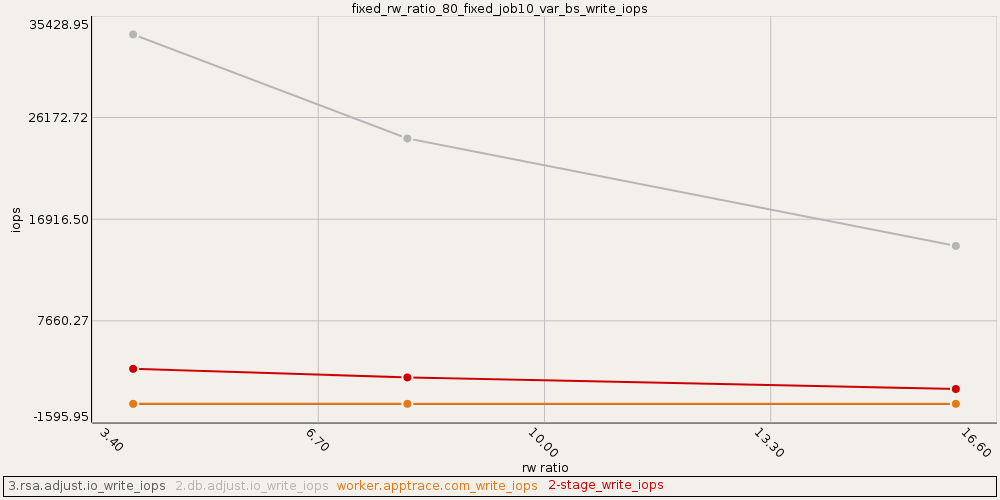 fixed_rw_ratio_80_fixed_job10_var_bs_write_iops
35428.95
26172.72
16916.50
7660.27
-1595.95
iops
3.40 6.70 10.00 13.30 16.60
rw ratio
3.rsa.adjust.io_write_iops 2.db.adjust.io_write_iops worker.apptrace.com_write_iops 2-stage_write_iops